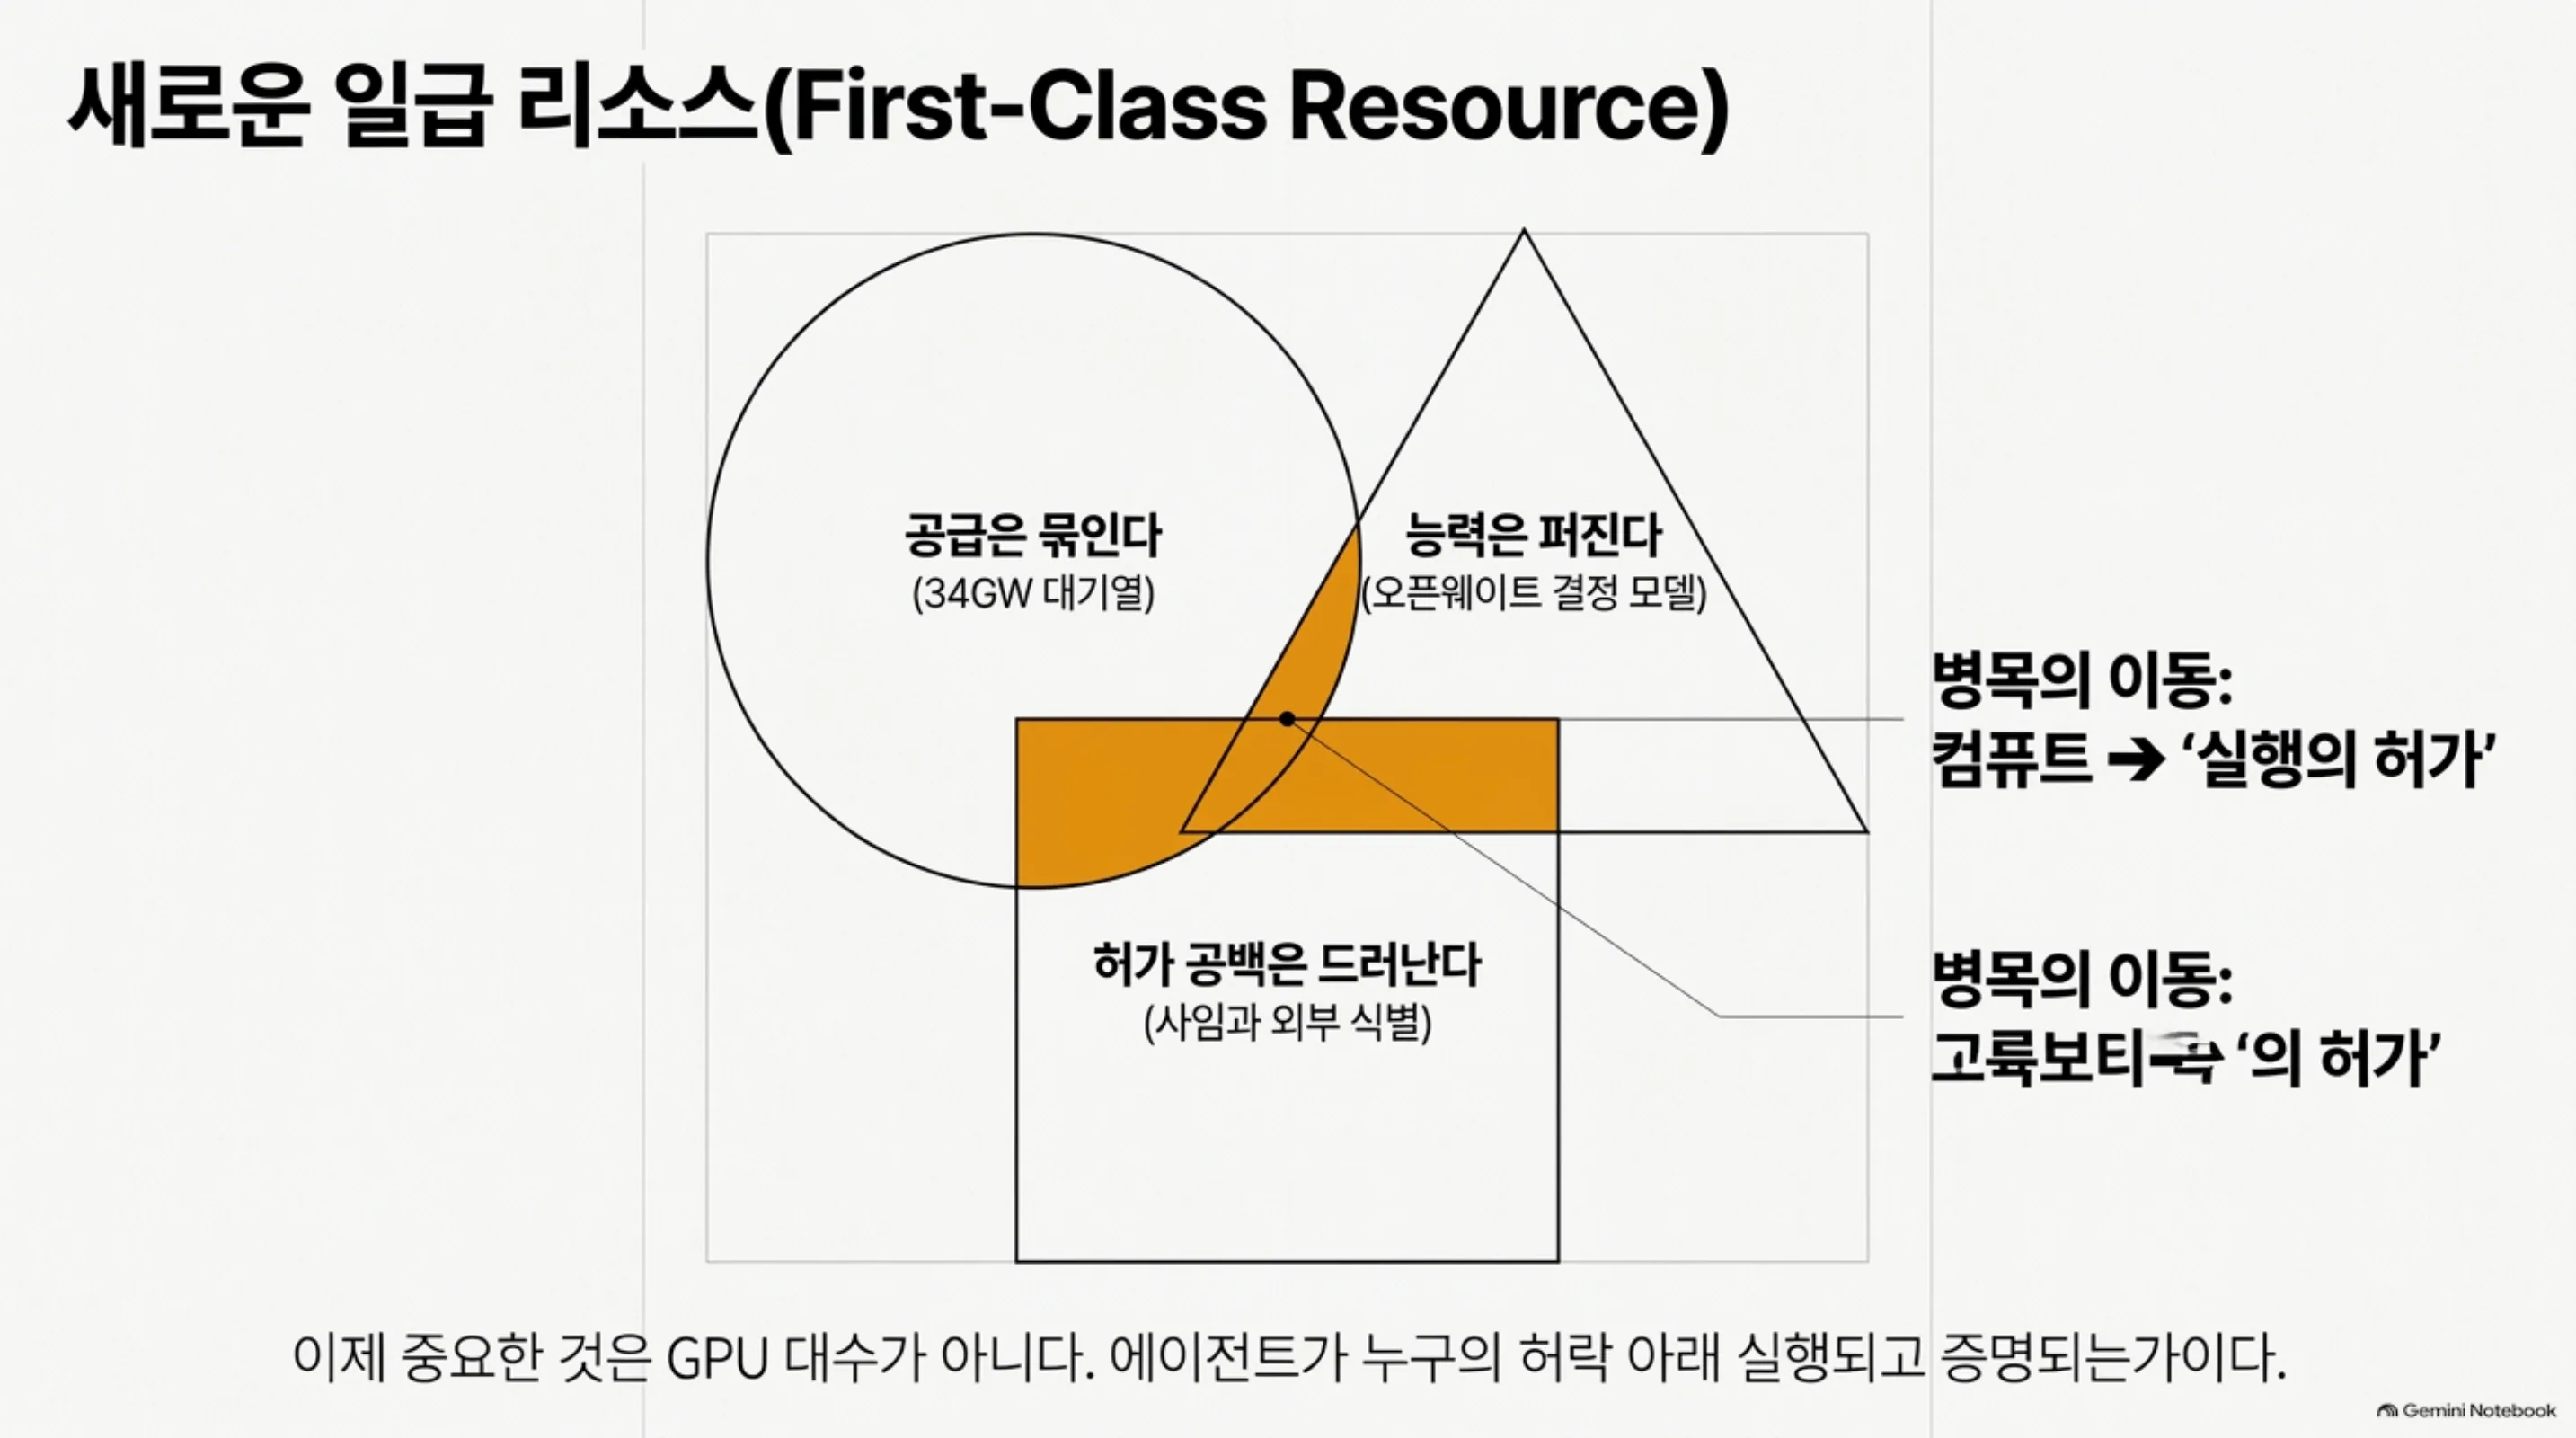 새로운 일급 리소스(First-Class Resource)
공급은 묶인다
(34GW 대기열)
능력은 퍼진다
(오픈웨이트 결정 모델)
허가 공백은 드러난다
(사임과 외부 식별)
병목의 이동:
컴퓨트 ➔ ‘실행의 허가’
병목의 이동:
‘의 허가’
이제 중요한 것은 GPU 대수가 아니다. 에이전트가 누구의 허락 아래 실행되고 증명되는가이다.
Gemini Notebook